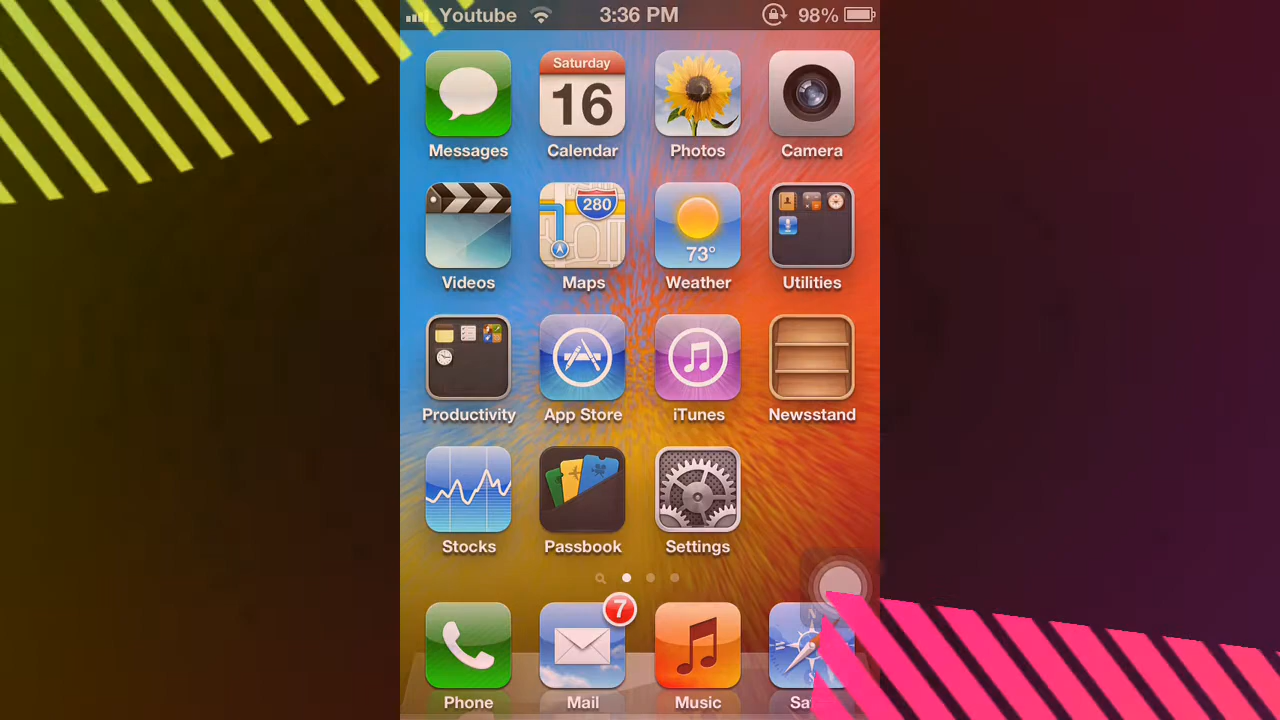 Youtube 3:36 PM 98%
Saturday
16
Messages Calendar Photos Camera
280
73°
Videos Maps Weather Utilities
Productivity App Store iTunes Newsstand
Stocks Passbook Settings
7
N
S
Phone Mail Music Sa